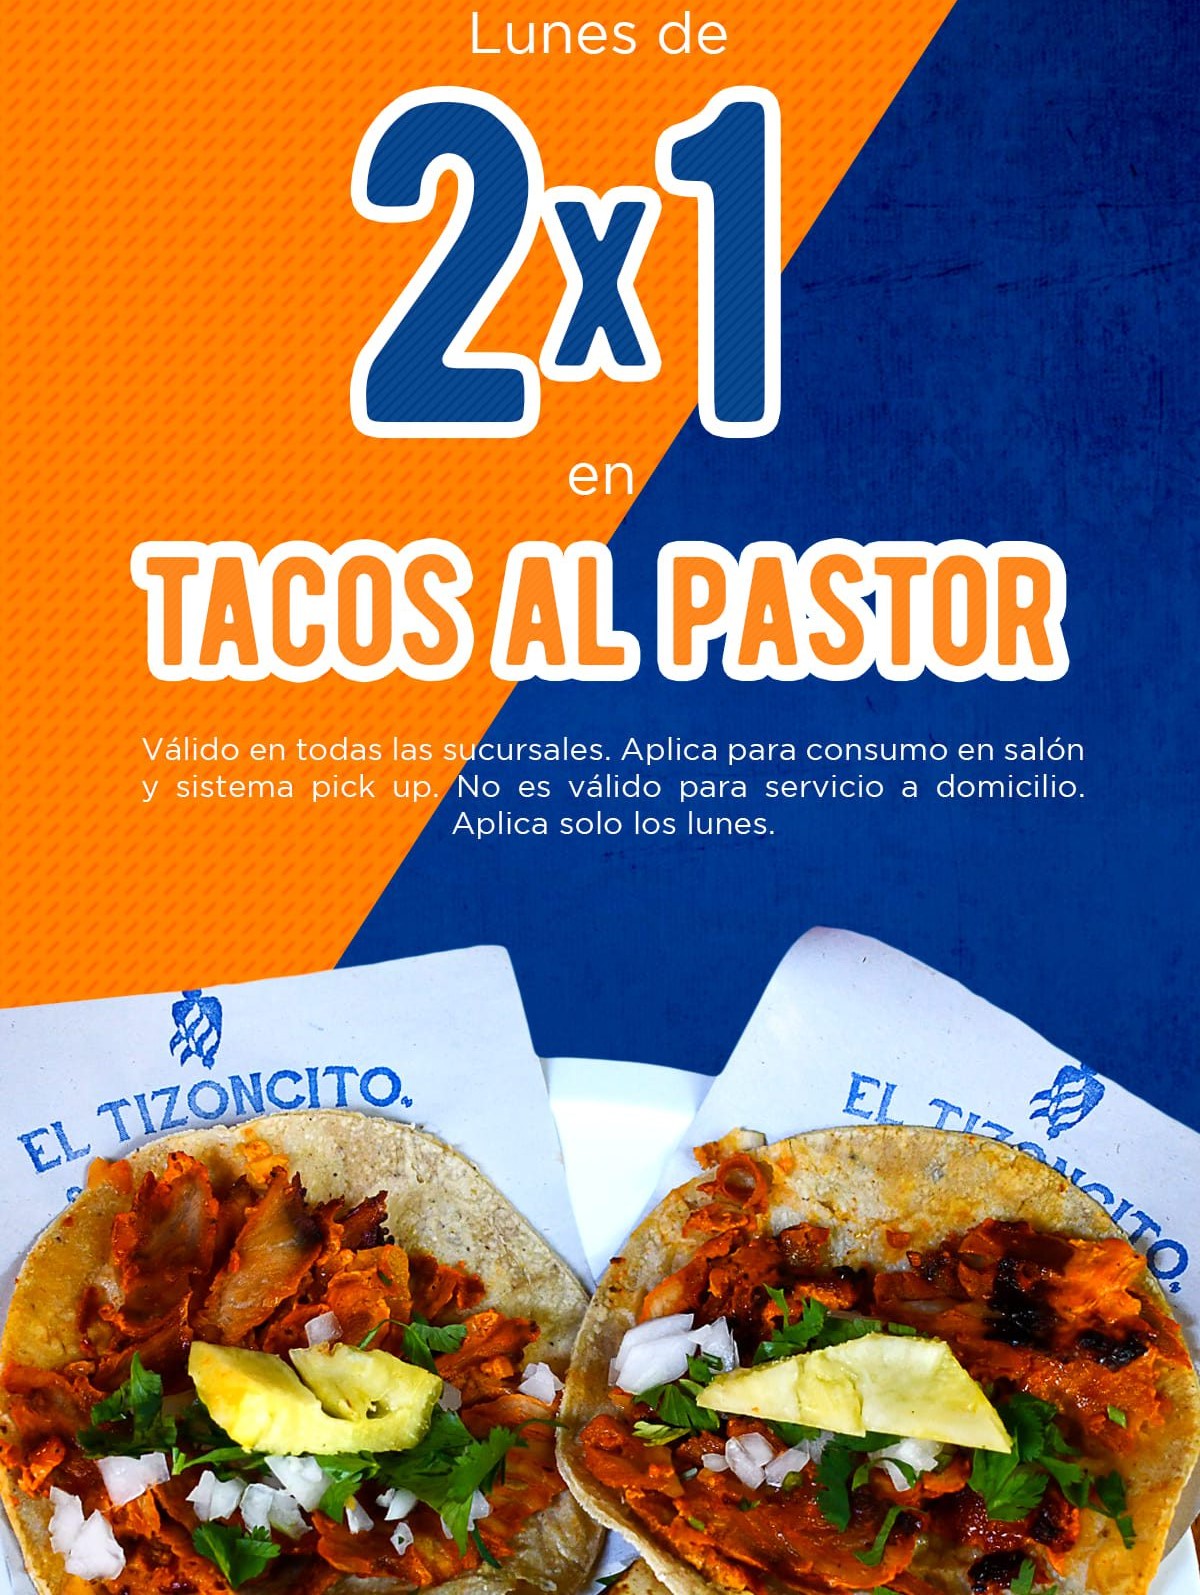 Lunes de
2x1
en
TACOS AL PASTOR
Válido en todas las sucursales. Aplica para consumo en salón
y sistema pick up. No es válido para servicio a domicilio.
Aplica solo los lunes.
EL TIZONCITO
EL TIZONCITO